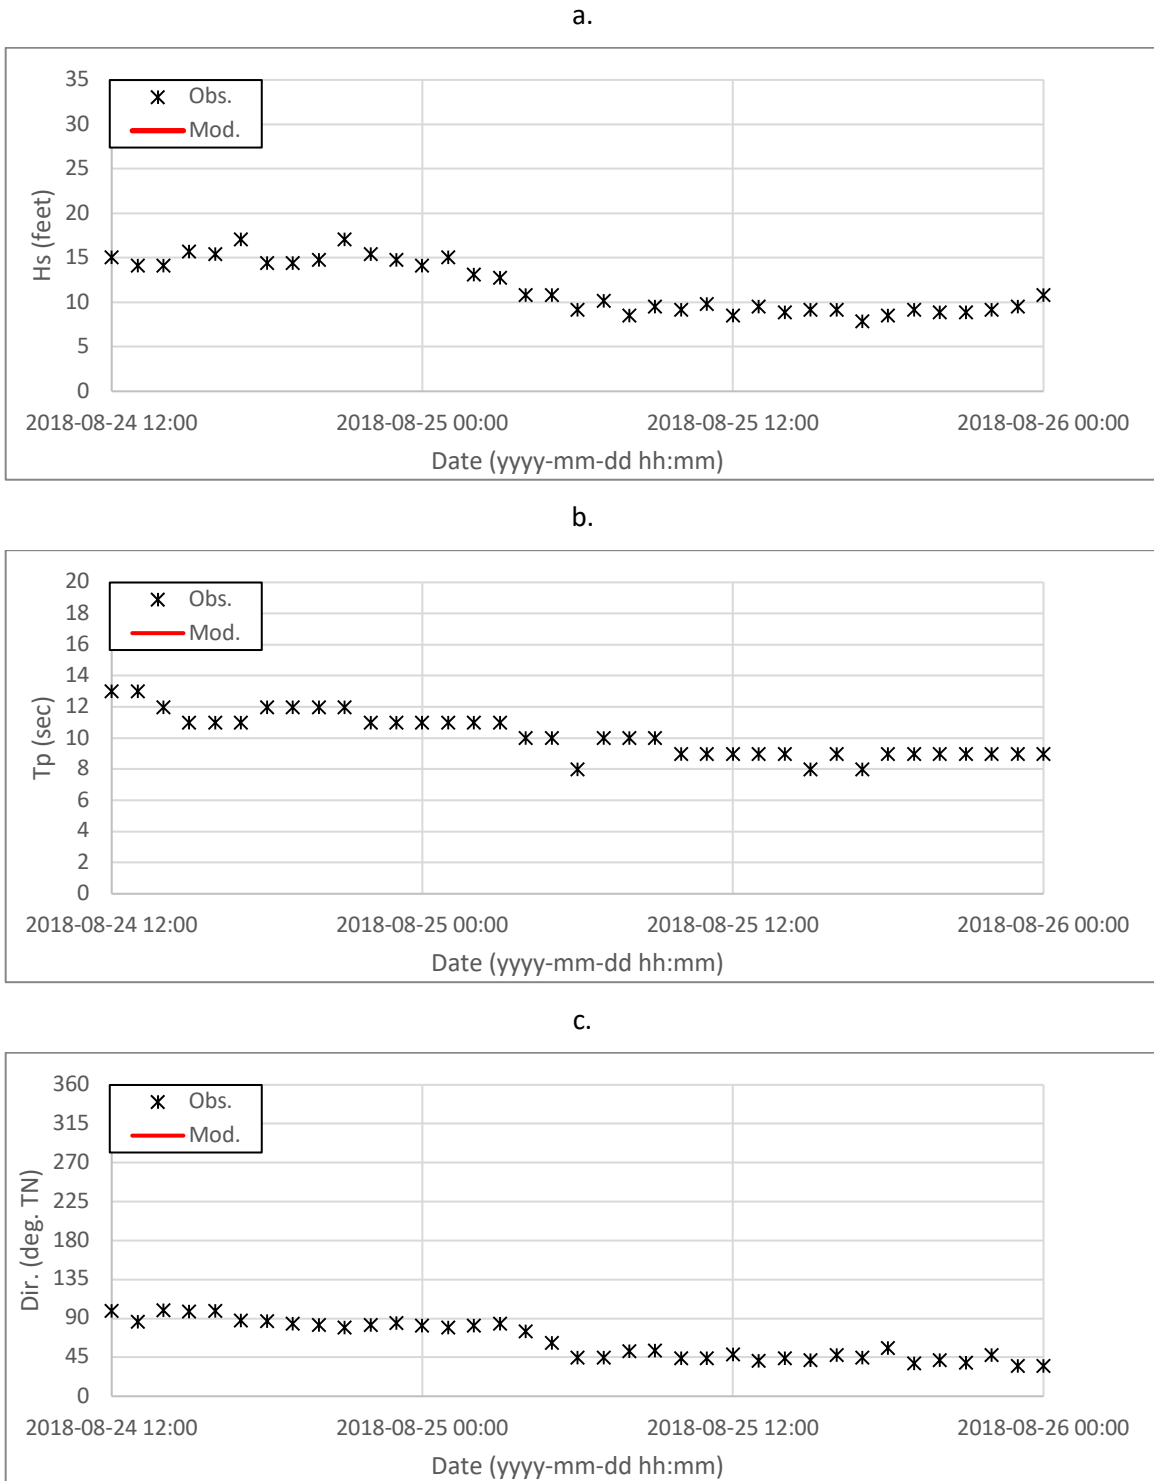 a.
35
30
25
20
15
10
5
0
Hs (feet)
Obs.
Mod.
2018-08-24 12:00 2018-08-25 00:00 2018-08-25 12:00 2018-08-26 00:00
Date (yyyy-mm-dd hh:mm)
b.
20
18
16
14
12
10
8
6
4
2
0
Tp (sec)
Obs.
Mod.
2018-08-24 12:00 2018-08-25 00:00 2018-08-25 12:00 2018-08-26 00:00
Date (yyyy-mm-dd hh:mm)
c.
360
315
270
225
180
135
90
45
0
Dir. (deg. TN)
Obs.
Mod.
2018-08-24 12:00 2018-08-25 00:00 2018-08-25 12:00 2018-08-26 00:00
Date (yyyy-mm-dd hh:mm)